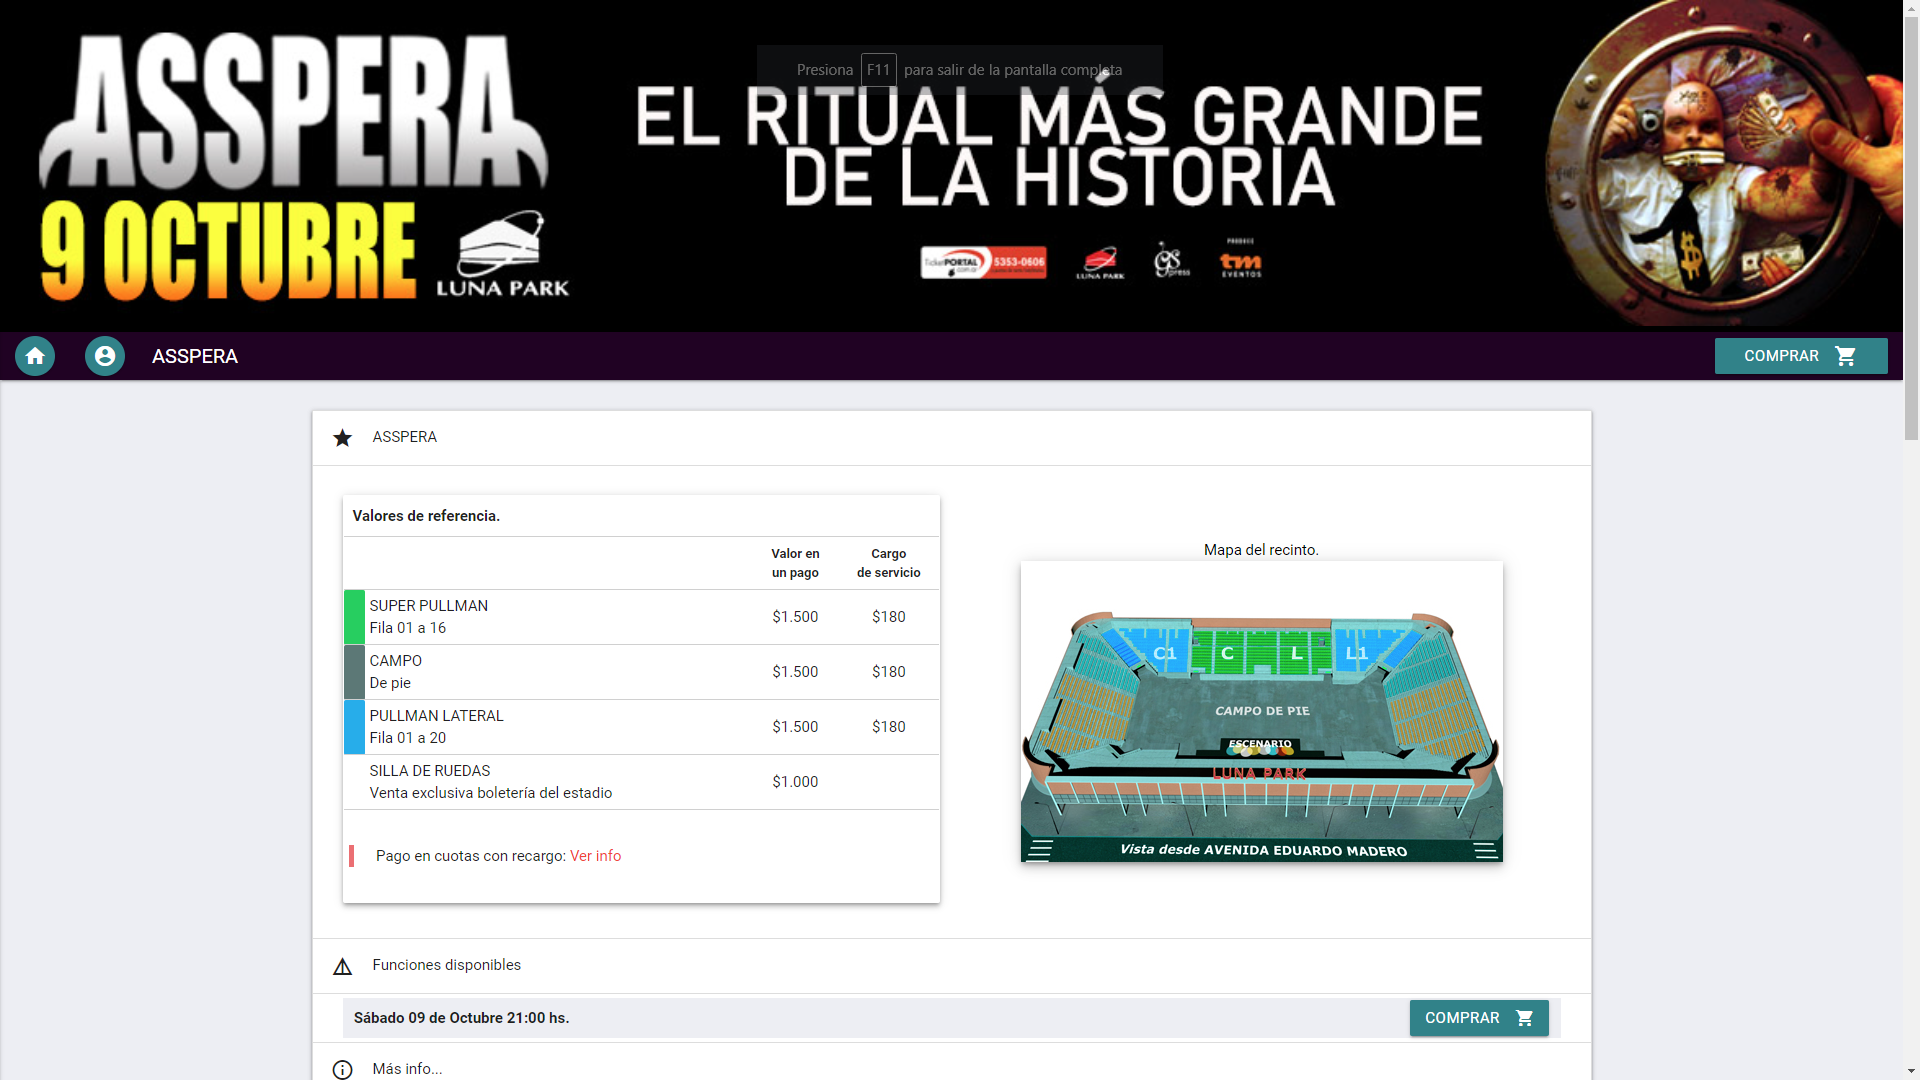 ASSPERA
9 OCTUBRE
LUNA PARK
Presiona F11 para salir de la pantalla completa
EL RITUAL MÁS GRANDE
DE LA HISTORIA
TicketPORTAL
5353-0606
LUNA PARK
press
PRODUCE
tm
EVENTOS
$
ASSPERA
COMPRAR
ASSPERA
Valores de referencia.
Valor en un pago
Cargo de servicio
SUPER PULLMAN
Fila 01 a 16
$1.500 $180
CAMPO
De pie
$1.500 $180
PULLMAN LATERAL
Fila 01 a 20
$1.500 $180
SILLA DE RUEDAS
Venta exclusiva boletería del estadio
$1.000
Pago en cuotas con recargo: Ver info
Mapa del recinto.
C1 C L L1
CAMPO DE PIE
ESCENARIO
LUNA PARK
Vista desde AVENIDA EDUARDO MADERO
Funciones disponibles
Sábado 09 de Octubre 21:00 hs.
COMPRAR
Más info...